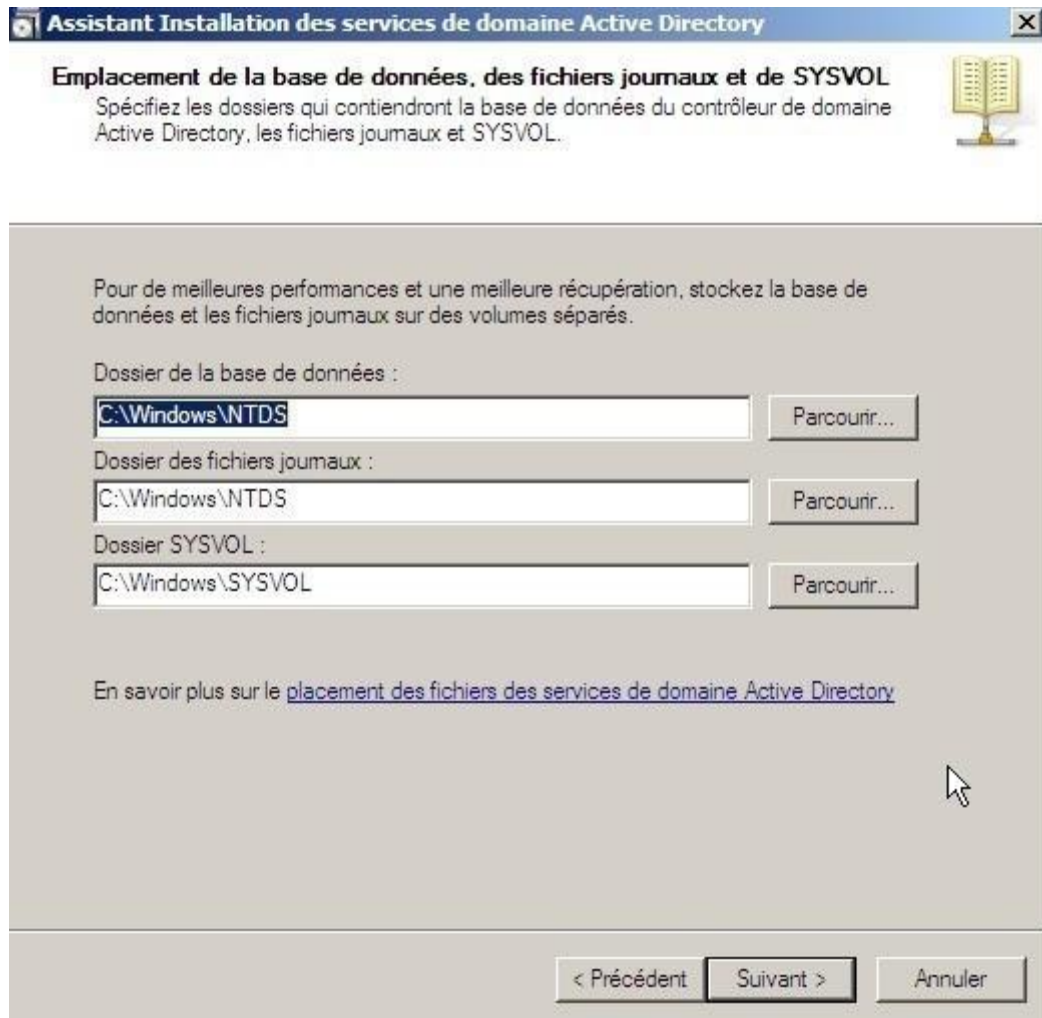 Assistant Installation des services de domaine Active Directory
Emplacement de la base de données, des fichiers journaux et de SYSVOL
Spécifiez les dossiers qui contiendront la base de données du contrôleur de domaine
Active Directory, les fichiers journaux et SYSVOL.
Pour de meilleures performances et une meilleure récupération, stockez la base de
données et les fichiers journaux sur des volumes séparés.
Dossier de la base de données :
C:\Windows\NTDS
Parcourir...
Dossier des fichiers journaux :
C:\Windows\NTDS
Parcourir...
Dossier SYSVOL :
C:\Windows\SYSVOL
Parcourir...
En savoir plus sur le placement des fichiers des services de domaine Active Directory
< Précédent
Suivant >
Annuler